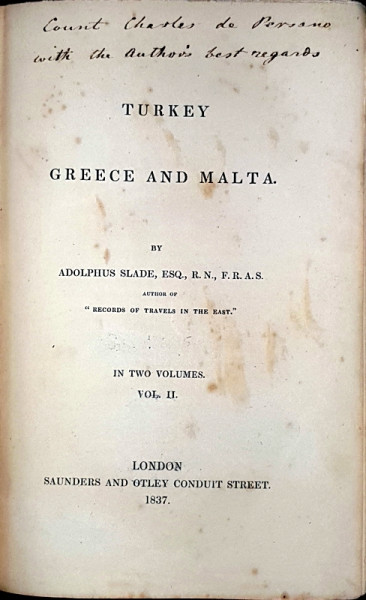 Count Charles de Persano
with the Author's best regards
TURKEY
GREECE AND MALTA.
BY
ADOLPHUS SLADE, ESQ., R.N., F.R.A.S.
AUTHOR OF
"RECORDS OF TRAVELS IN THE EAST."
IN TWO VOLUMES.
VOL. II.
LONDON
SAUNDERS AND OTLEY CONDUIT STREET.
1837.